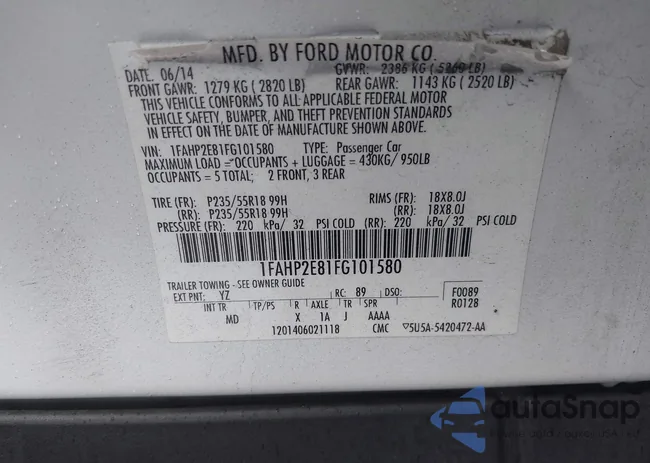 MFD. BY FORD MOTOR CO.
DATE: 06/14 GVWR: 2386 KG ( 5260 LB)
FRONT GAWR: 1279 KG ( 2820 LB) REAR GAWR: 1143 KG ( 2520 LB)
THIS VEHICLE CONFORMS TO ALL APPLICABLE FEDERAL MOTOR
VEHICLE SAFETY, BUMPER, AND THEFT PREVENTION STANDARDS
IN EFFECT ON THE DATE OF MANUFACTURE SHOWN ABOVE.
VIN: 1FAHP2E81FG101580 TYPE: Passenger Car
MAXIMUM LOAD = OCCUPANTS + LUGGAGE = 430KG/ 950LB
OCCUPANTS = 5 TOTAL; 2 FRONT, 3 REAR
TIRE (FR): P235/55R18 99H RIMS (FR): 18X8.0J
(RR): P235/55R18 99H (RR): 18X8.0J
PRESSURE (FR): 220 kPa/ 32 PSI COLD (RR): 220 kPa/ 32 PSI COLD
1FAHP2E81FG101580
TRAILER TOWING - SEE OWNER GUIDE
EXT PNT: YZ RC: 89 DSO: F0089
INT TR TP/PS R AXLE TR SPR R0128
MD X 1A J AAAA
1201406021118 CMC 5U5A-5420472-AA
autoSnap